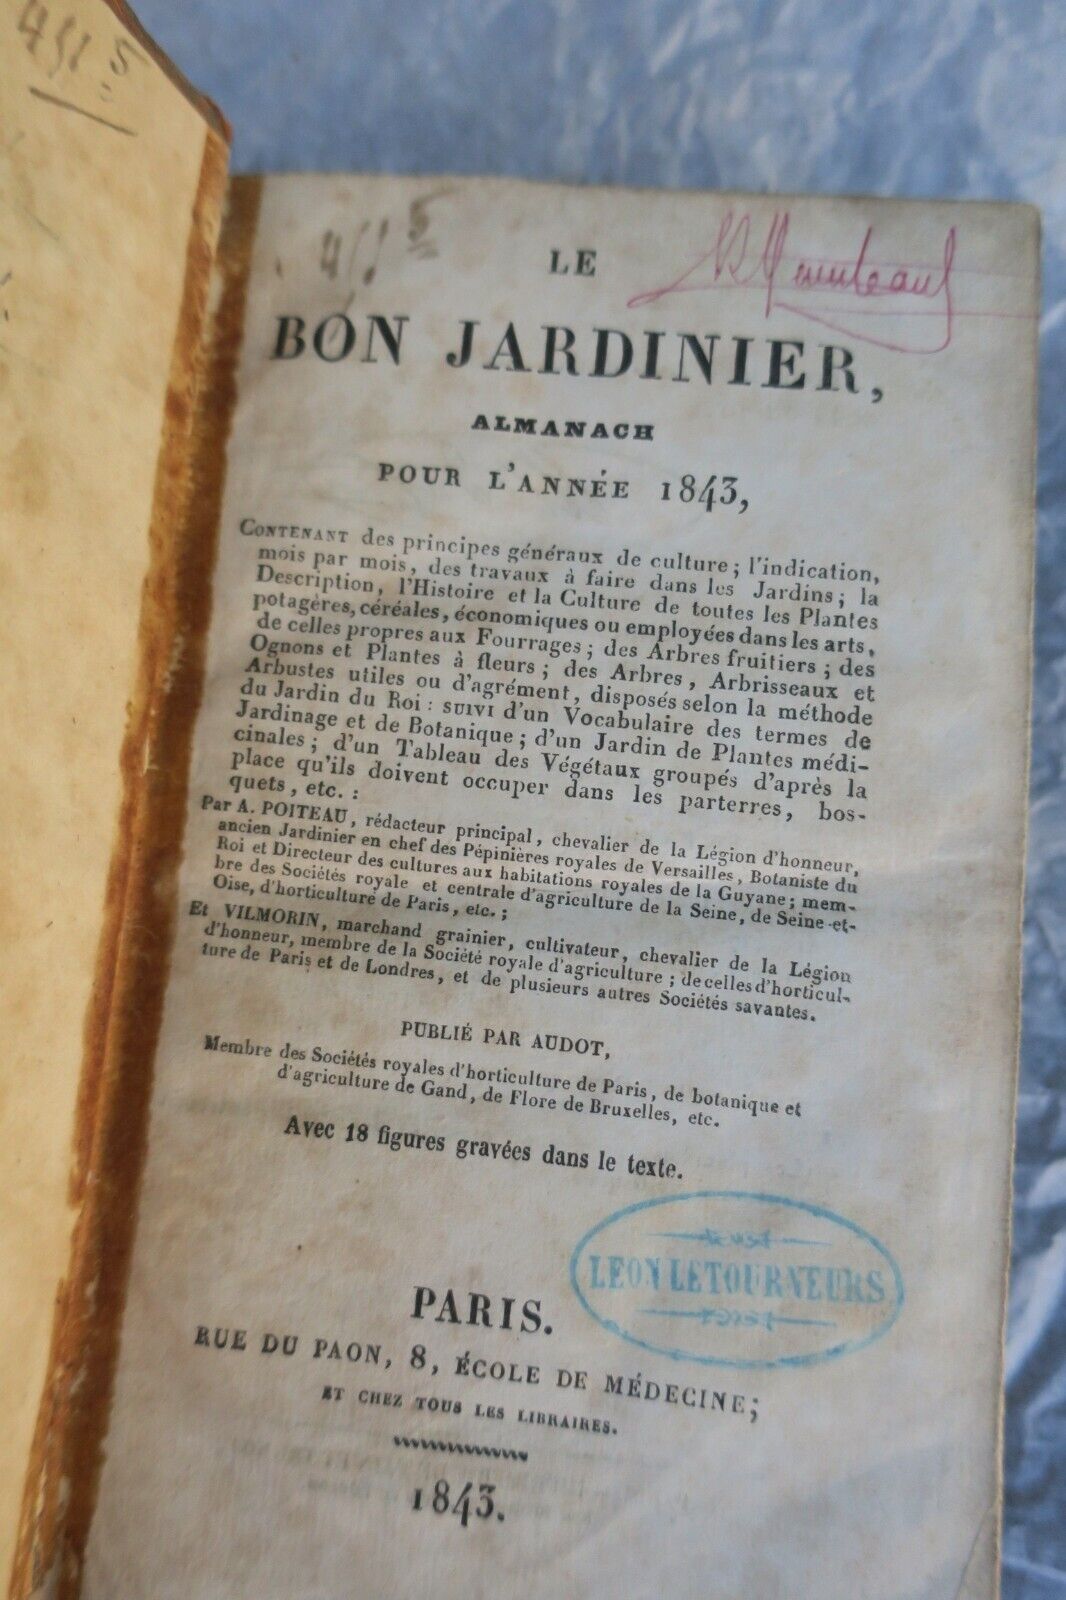 LE
BON JARDINIER,
ALMANACH
POUR L'ANNÉE 1843,
CONTENANT des principes généraux de culture; l'indication,
mois par mois, des travaux à faire dans les Jardins; la
Description, l'Histoire et la Culture de toutes les Plantes
potagères, céréales, économiques ou employées dans les arts,
de celles propres aux Fourrages; des Arbres fruitiers; des
Ognons et Plantes à fleurs; des Arbres, Arbrisseaux et
Arbustes utiles ou d'agrément, disposés selon la méthode
du Jardin du Roi: suivi d'un Vocabulaire des termes de
Jardinage et de Botanique; d'un Jardin de Plantes médi-
cinales; d'un Tableau des Végétaux groupés d'après la
place qu'ils doivent occuper dans les parterres, bos-
quets, etc.:
Par A. POITEAU, rédacteur principal, chevalier de la Légion d'honneur,
ancien Jardinier en chef des Pépinières royales de Versailles, Botaniste du
Roi et Directeur des cultures aux habitations royales de la Guyane; mem-
bre des Sociétés royale et centrale d'agriculture de la Seine, de Seine-et-
Oise, d'horticulture de Paris, etc.;
Et VILMORIN, marchand grainier, cultivateur, chevalier de la Légion
d'honneur, membre de la Société royale d'agriculture; de celles d'horticul-
ture de Paris et de Londres, et de plusieurs autres Sociétés savantes.
PUBLIÉ PAR AUDOT,
Membre des Sociétés royales d'horticulture de Paris, de botanique et
d'agriculture de Gand, de Flore de Bruxelles, etc.
Avec 18 figures gravées dans le texte.
LEON LETOURNEURS
PARIS.
RUE DU PAON, 8, ÉCOLE DE MÉDECINE;
ET CHEZ TOUS LES LIBRAIRES.
1843.